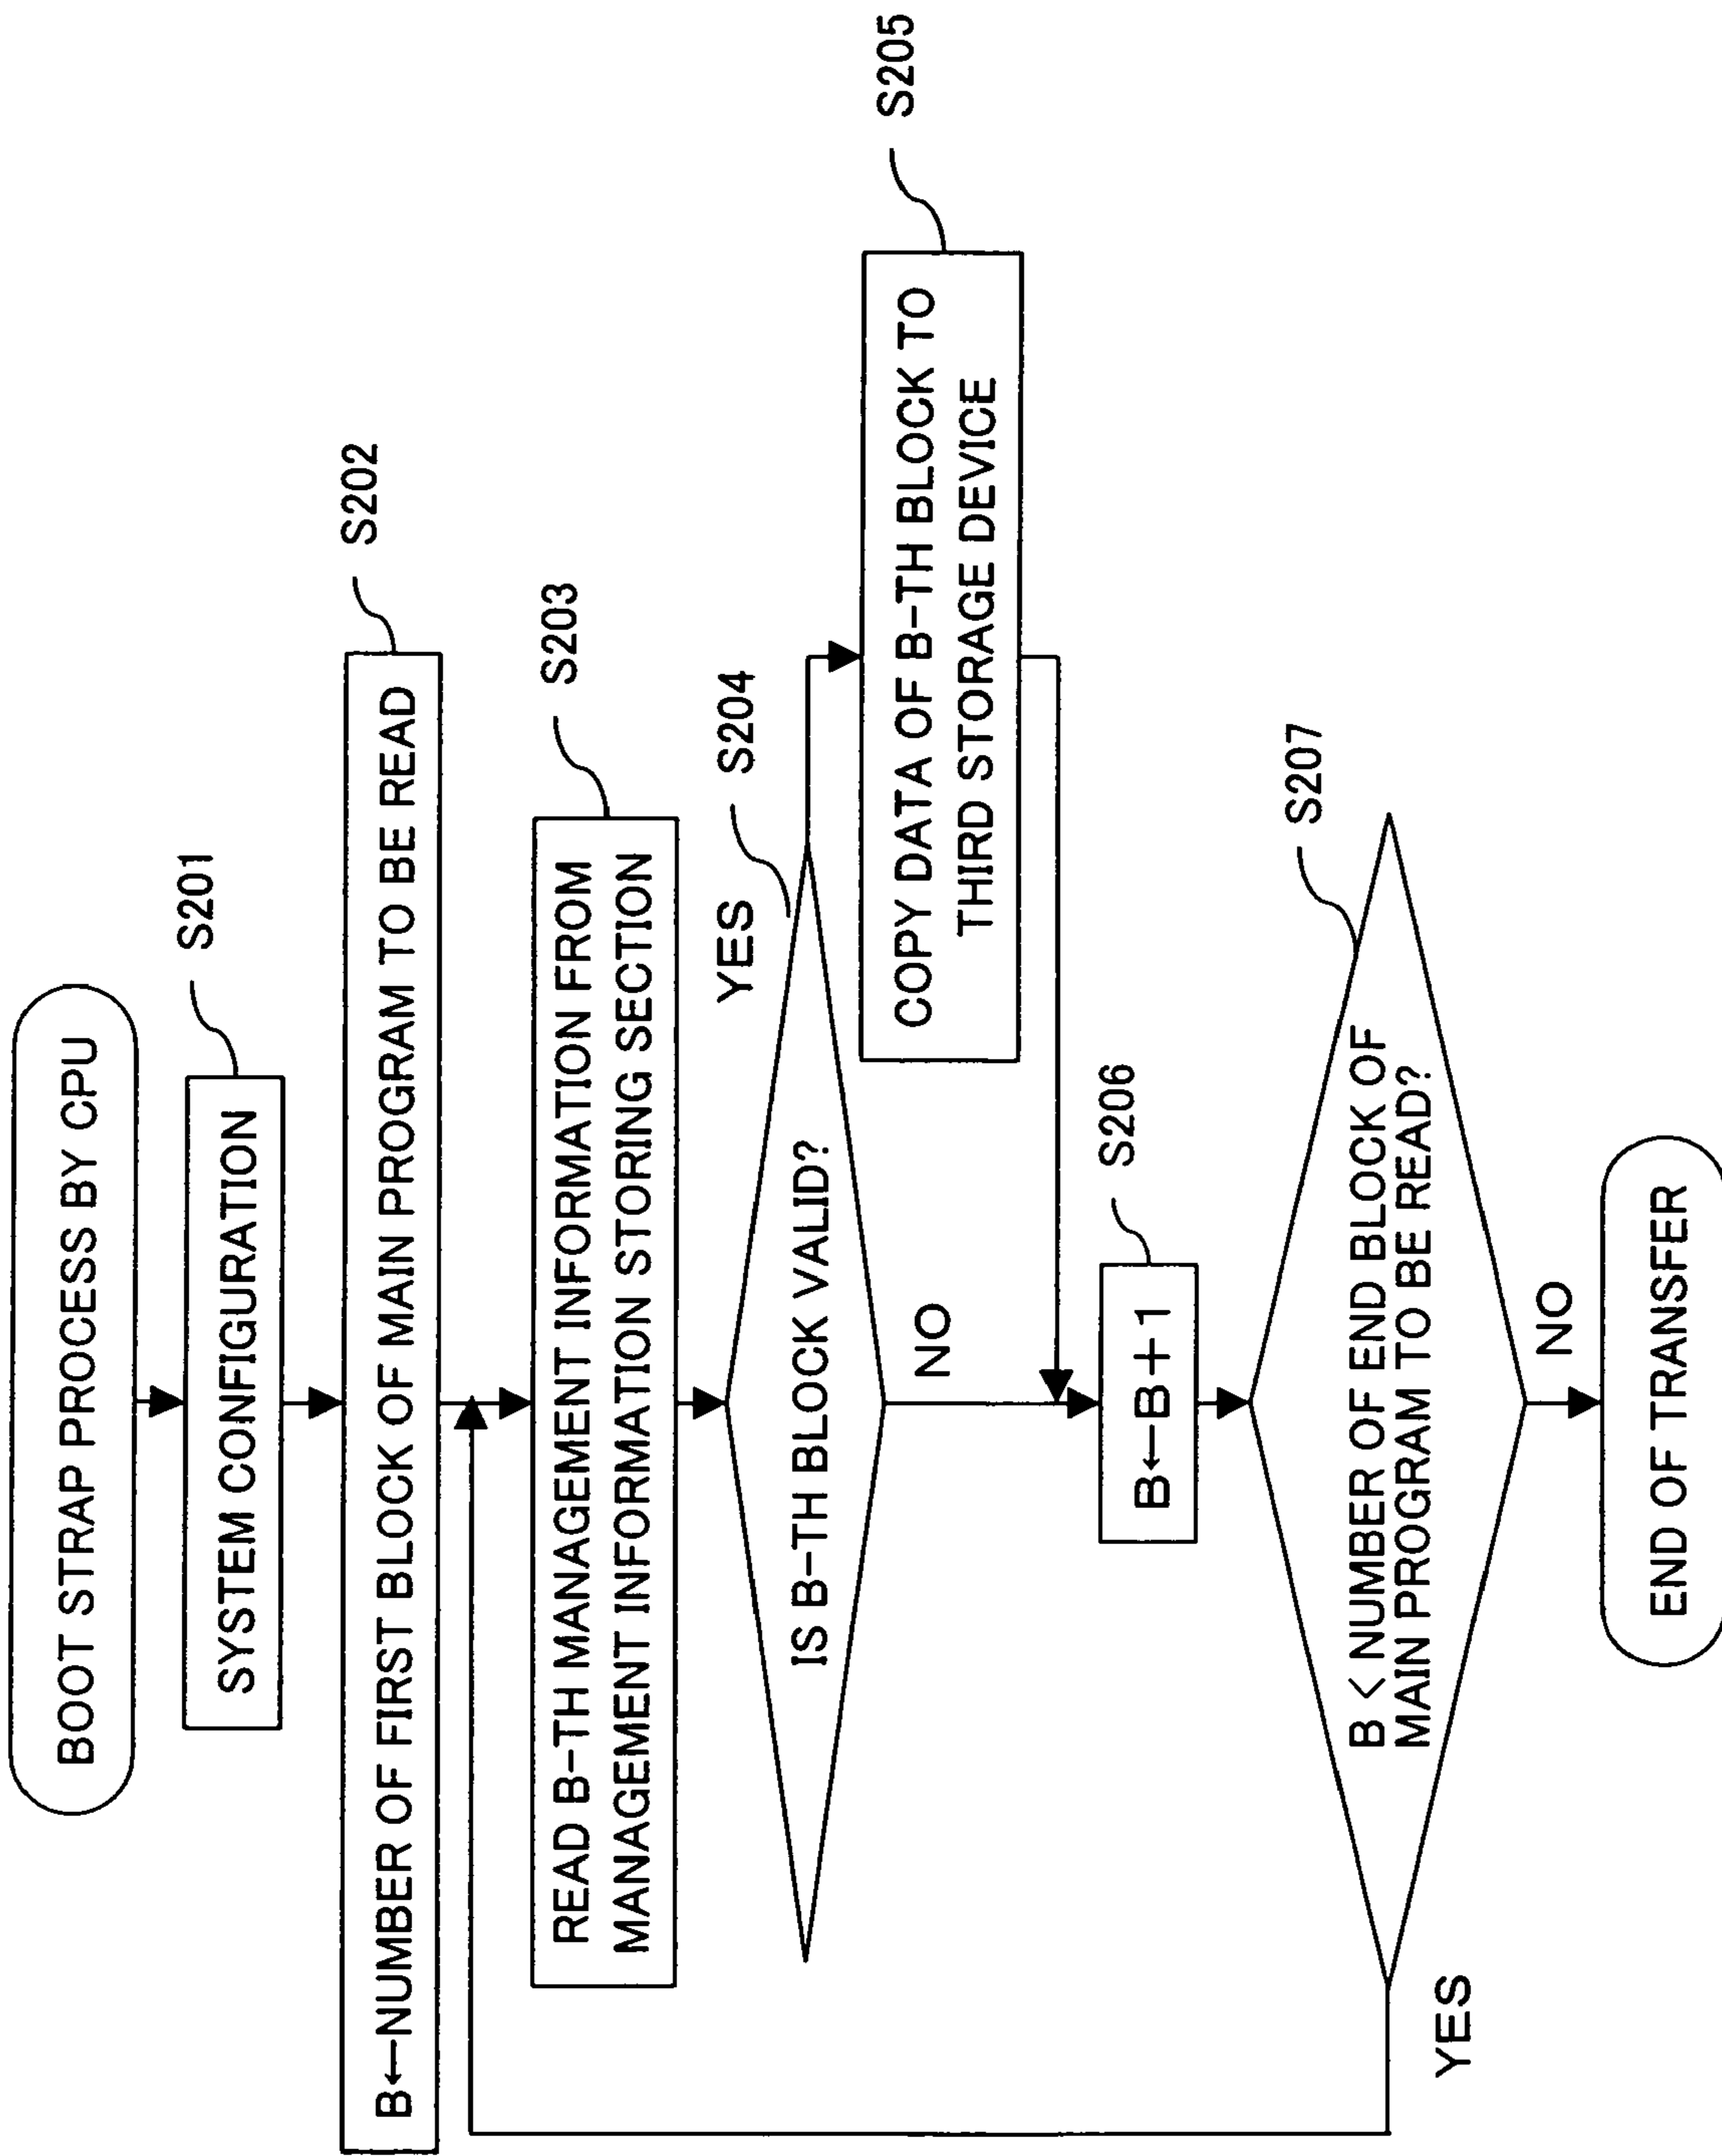 BOOT STRAP PROCESS BY CPU
S201
SYSTEM CONFIGURATION
S202
B←NUMBER OF FIRST BLOCK OF MAIN PROGRAM TO BE READ
S203
READ B-TH MANAGEMENT INFORMATION FROM
MANAGEMENT INFORMATION STORING SECTION
S204
IS B-TH BLOCK VALID?
YES
S205
COPY DATA OF B-TH BLOCK TO
THIRD STORAGE DEVICE
NO
S206
B←B+1
S207
B < NUMBER OF END BLOCK OF
MAIN PROGRAM TO BE READ?
YES
NO
END OF TRANSFER